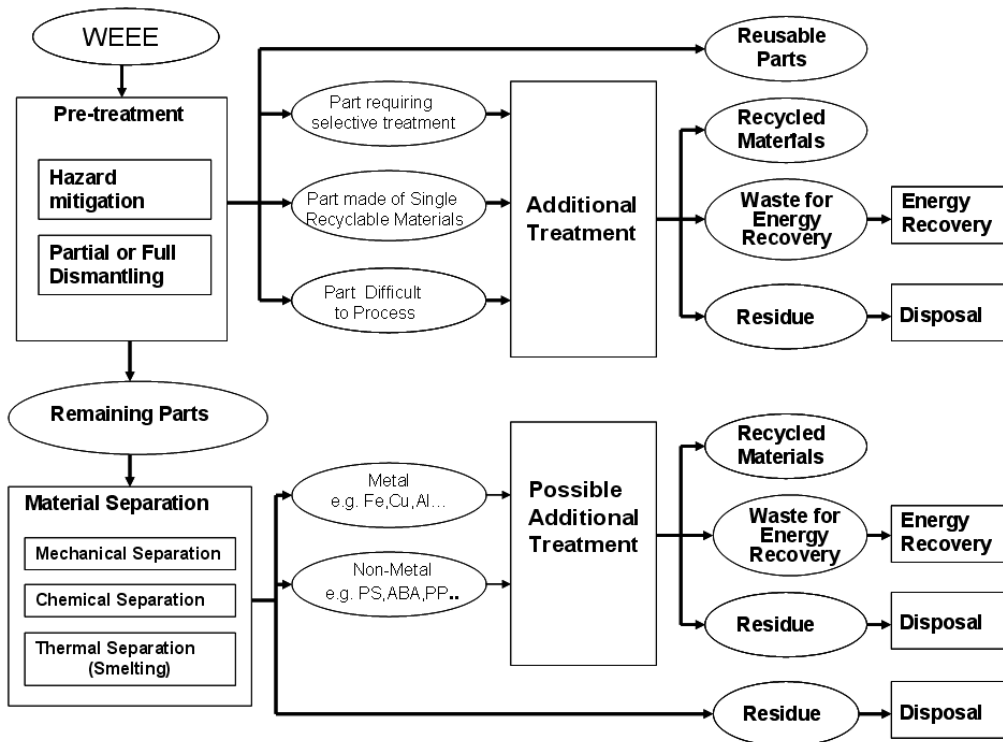 WEEE
Pre-treatment
Hazard
mitigation
Partial or Full
Dismantling
Reusable
Parts
Part requiring
selective treatment
Part made of Single
Recyclable Materials
Part Difficult
to Process
Additional
Treatment
Recycled
Materials
Waste for
Energy
Recovery
Energy
Recovery
Residue
Disposal
Remaining Parts
Material Separation
Mechanical Separation
Chemical Separation
Thermal Separation
(Smelting)
Metal
e.g. Fe,Cu,Al...
Non-Metal
e.g. PS,ABA,PP..
Possible
Additional
Treatment
Recycled
Materials
Waste for
Energy
Recovery
Energy
Recovery
Residue
Disposal
Residue
Disposal